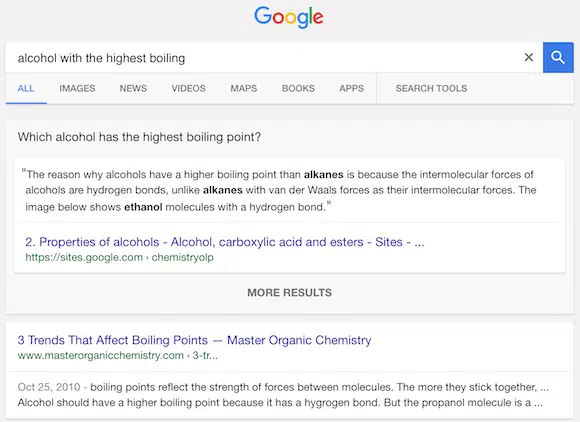 Google
alcohol with the highest boiling
ALL IMAGES NEWS VIDEOS MAPS BOOKS APPS SEARCH TOOLS
Which alcohol has the highest boiling point?
"The reason why alcohols have a higher boiling point than alkanes is because the intermolecular forces of
alcohols are hydrogen bonds, unlike alkanes with van der Waals forces as their intermolecular forces. The
image below shows ethanol molecules with a hydrogen bond."
2. Properties of alcohols - Alcohol, carboxylic acid and esters - Sites - ...
https://sites.google.com › chemistryolp
MORE RESULTS
3 Trends That Affect Boiling Points — Master Organic Chemistry
www.masterorganicchemistry.com › 3-tr...
Oct 25, 2010 - boiling points reflect the strength of forces between molecules. The more they stick together, ...
Alcohol should have a higher boiling point because it has a hygrogen bond. But the propanol molecule is a ...